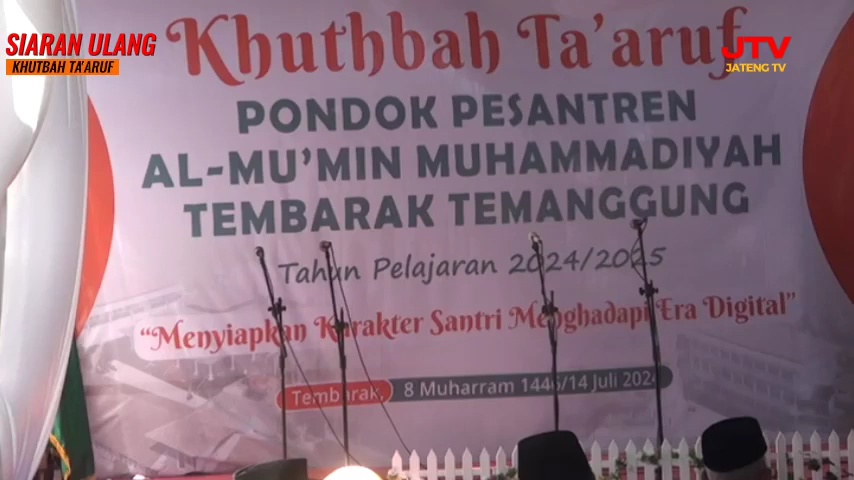 SIARAN ULANG
KHUTBAH TA'ARUF
JTV
JATENG TV
Khuthbah Ta'aruf
PONDOK PESANTREN
AL-MU'MIN MUHAMMADIYAH
TEMBARAK TEMANGGUNG
Tahun Pelajaran 2024/2025
"Menyiapkan Karakter Santri Menghadapi Era Digital"
Tembarak, 8 Muharram 1446/14 Juli 2024